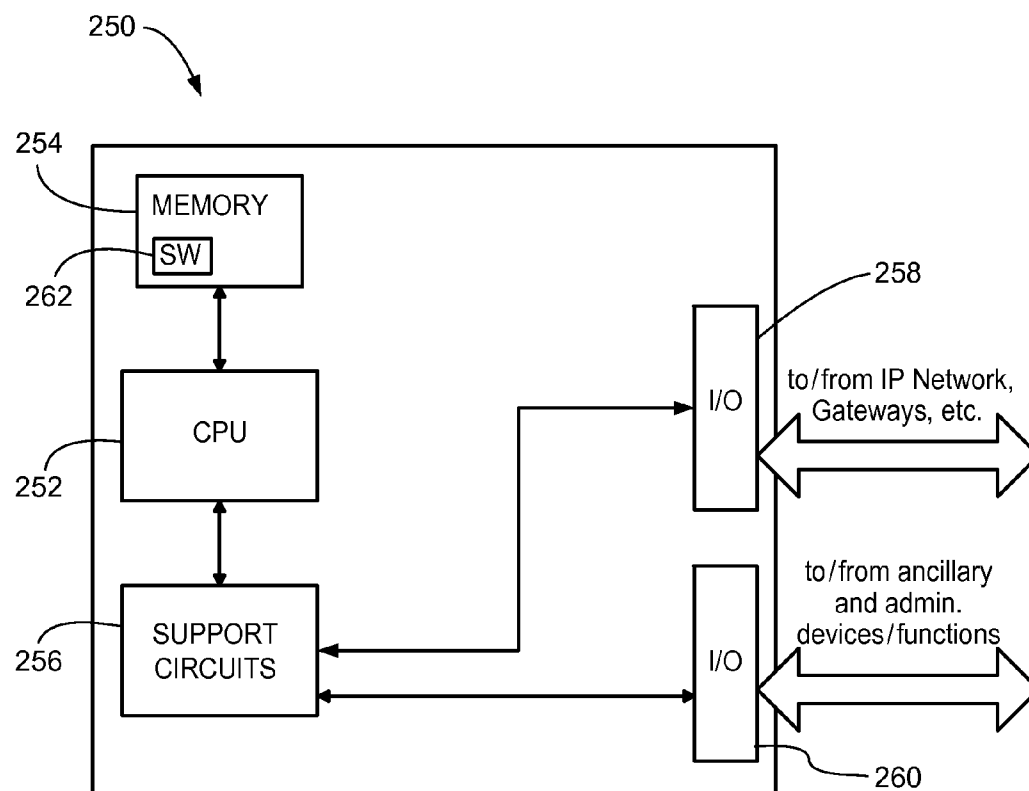 250
254
MEMORY
SW
262
258
to/from IP Network,
Gateways, etc.
I/O
CPU
252
to/from ancillary
and admin.
devices/functions
SUPPORT
CIRCUITS
256
I/O
260